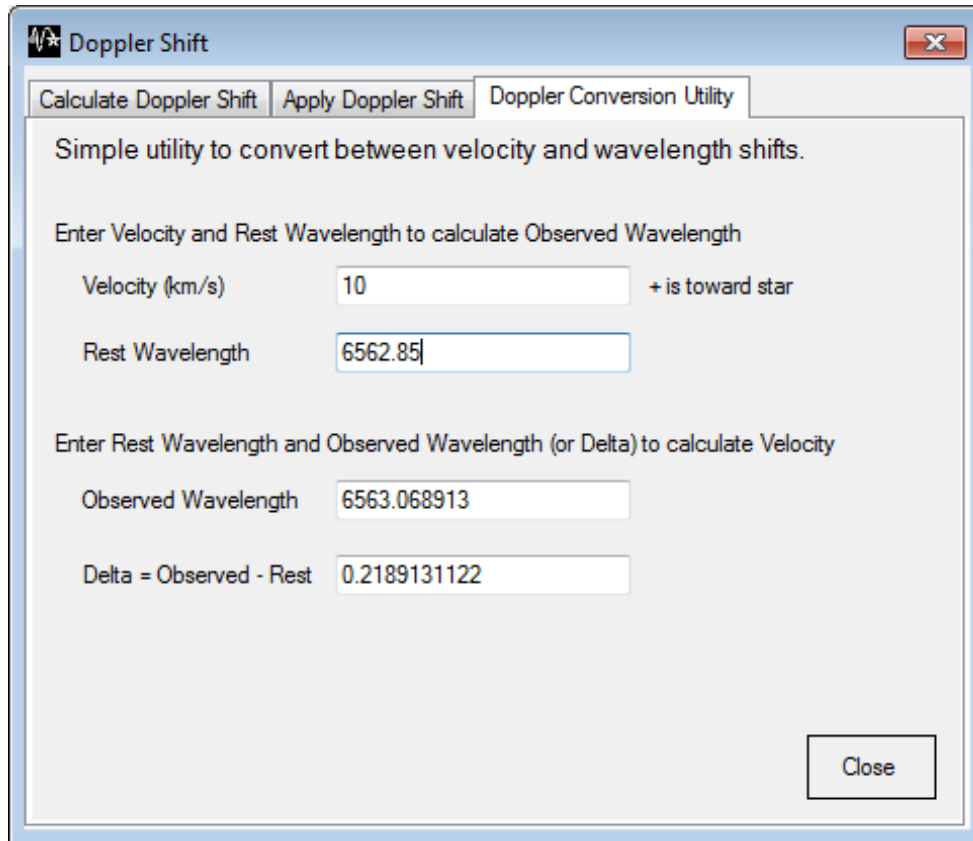 Doppler Shift
Calculate Doppler Shift Apply Doppler Shift Doppler Conversion Utility
Simple utility to convert between velocity and wavelength shifts.
Enter Velocity and Rest Wavelength to calculate Observed Wavelength
Velocity (km/s) 10 + is toward star
Rest Wavelength 6562.85
Enter Rest Wavelength and Observed Wavelength (or Delta) to calculate Velocity
Observed Wavelength 6563.068913
Delta = Observed - Rest 0.2189131122
Close